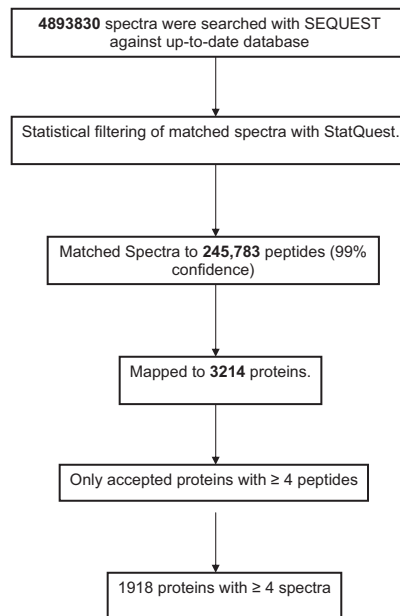 4893830 spectra were searched with SEQUEST
against up-to-date database
Statistical filtering of matched spectra with StatQuest.
Matched Spectra to 245,783 peptides (99%
confidence)
Mapped to 3214 proteins.
Only accepted proteins with ≥ 4 peptides
1918 proteins with ≥ 4 spectra